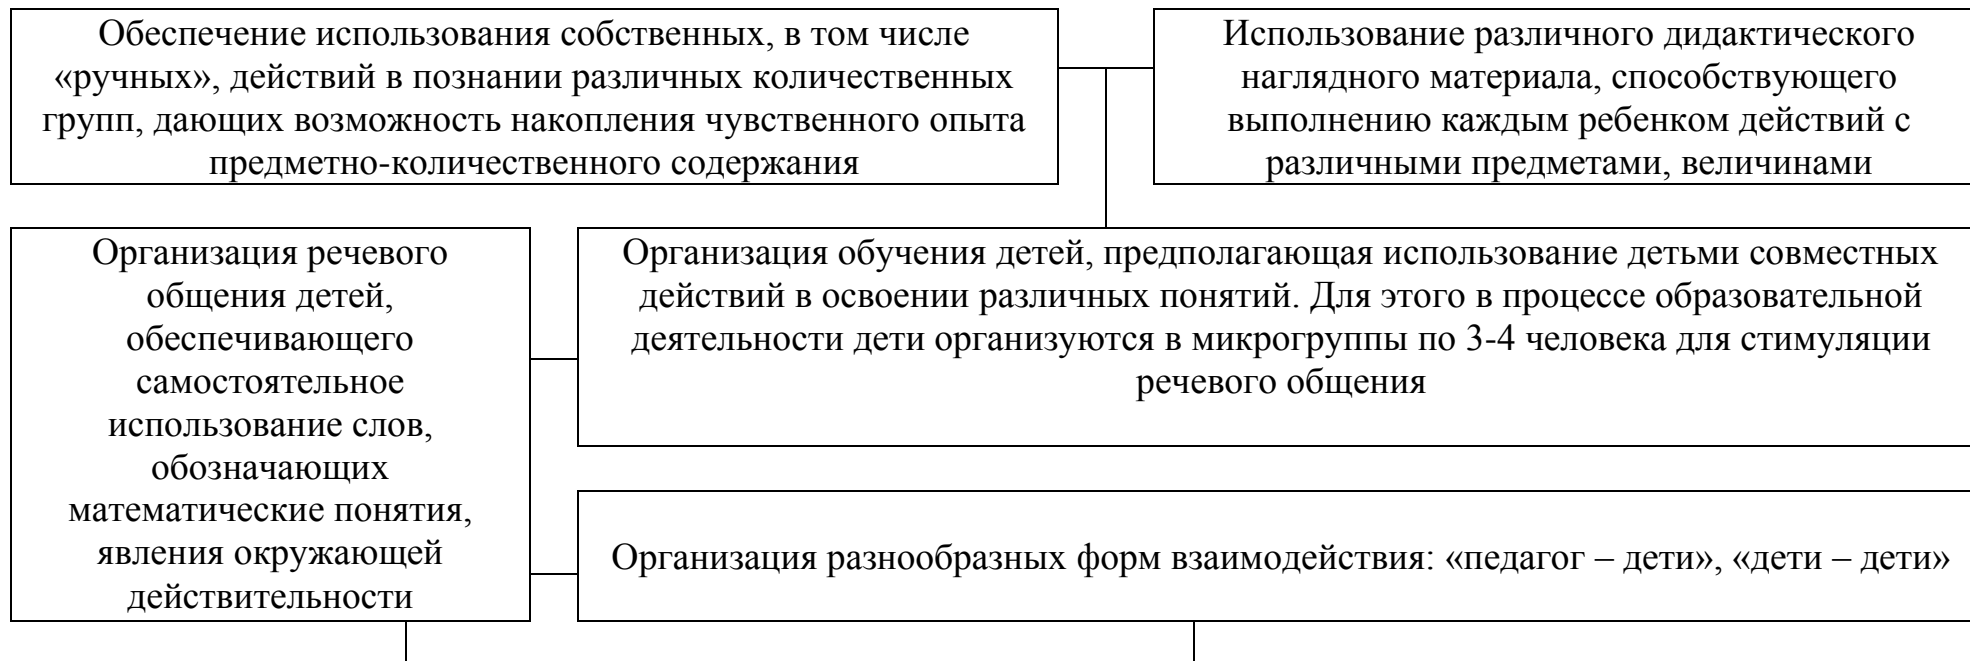 Обеспечение использования собственных, в том числе
«ручных», действий в познании различных количественных
групп, дающих возможность накопления чувственного опыта
предметно-количественного содержания
Использование различного дидактического
наглядного материала, способствующего
выполнению каждым ребенком действий с
различными предметами, величинами
Организация речевого
общения детей,
обеспечивающего
самостоятельное
использование слов,
обозначающих
математические понятия,
явления окружающей
действительности
Организация обучения детей, предполагающая использование детьми совместных
действий в освоении различных понятий. Для этого в процессе образовательной
деятельности дети организуются в микрогруппы по 3-4 человека для стимуляции
речевого общения
Организация разнообразных форм взаимодействия: «педагог – дети», «дети – дети»